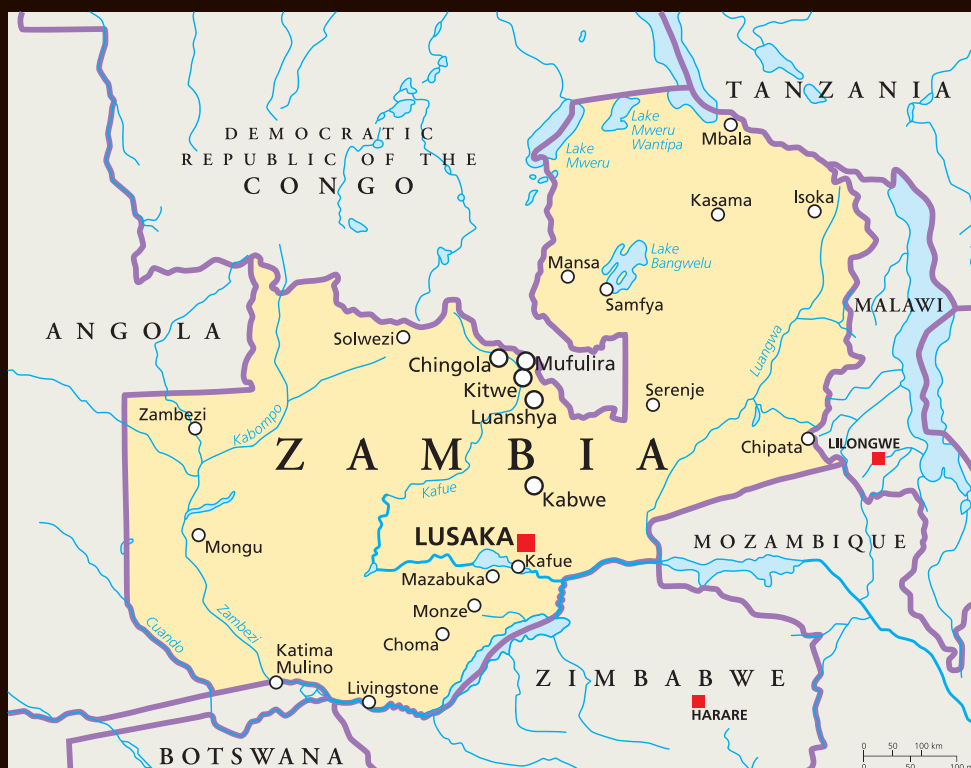 TANZANIA
DEMOCRATIC
REPUBLIC OF THE
CONGO
Lake
Mweru
Wantipa
Lake
Mweru
Mbala
Kasama
Isoka
Lake
Bangwelu
Mansa
Samfya
MALAWI
ANGOLA
Solwezi
Chingola
Mufulira
Kitwe
Luanshya
Luangwa
Serenje
Zambezi
Kabompo
Chipata
LILONGWE
ZAMBIA
Kafue
Kabwe
LUSAKA
Mongu
Kafue
MOZAMBIQUE
Mazabuka
Monze
Zambezi
Cuando
Choma
Katima
Mulino
Livingstone
ZIMBABWE
HARARE
BOTSWANA
0 50 100 km
0 50